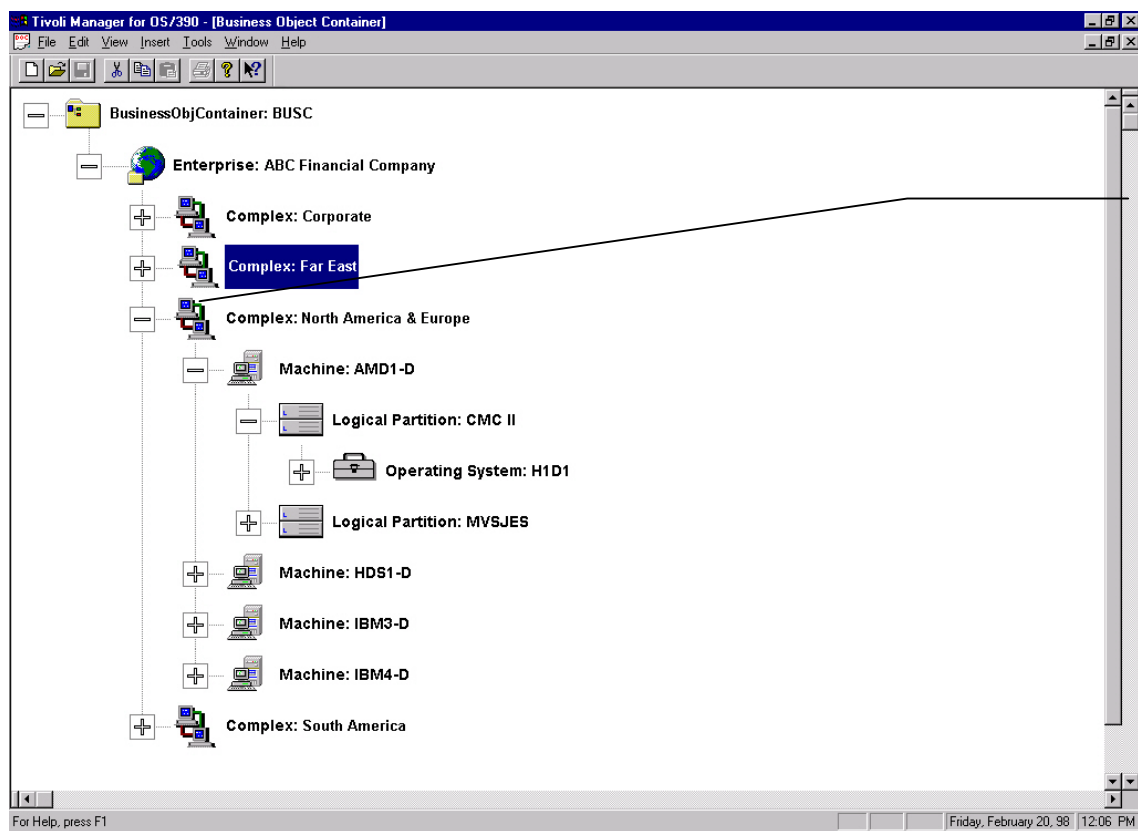 Tivoli Manager for OS/390 - [Business Object Container]
File Edit View Insert Tools Window Help
BusinessObjContainer: BUSC
Enterprise: ABC Financial Company
Complex: Corporate
Complex: Far East
Complex: North America & Europe
Machine: AMD1-D
Logical Partition: CMC II
Operating System: H1D1
Logical Partition: MVSJES
Machine: HDS1-D
Machine: IBM3-D
Machine: IBM4-D
Complex: South America
For Help, press F1 Friday, February 20, 98 12:06 PM